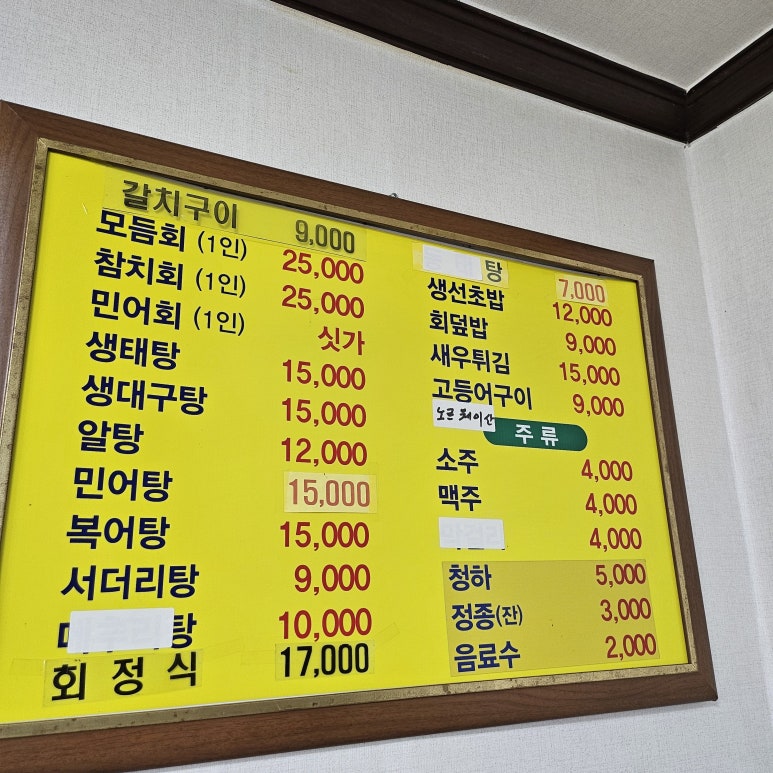 갈치구이 9,000
모듬회 (1인) 25,000
참치회 (1인) 25,000
민어회 (1인) 싯가
생태탕 15,000
생대구탕 15,000
알탕 12,000
민어탕 15,000
복어탕 15,000
서더리탕 9,000
탕 10,000
회 정 식 17,000
탕 7,000
생선초밥 12,000
회덮밥 9,000
새우튀김 15,000
고등어구이 9,000
노르웨이산
주 류
소주 4,000
맥주 4,000
4,000
청하 5,000
정종(잔) 3,000
음료수 2,000